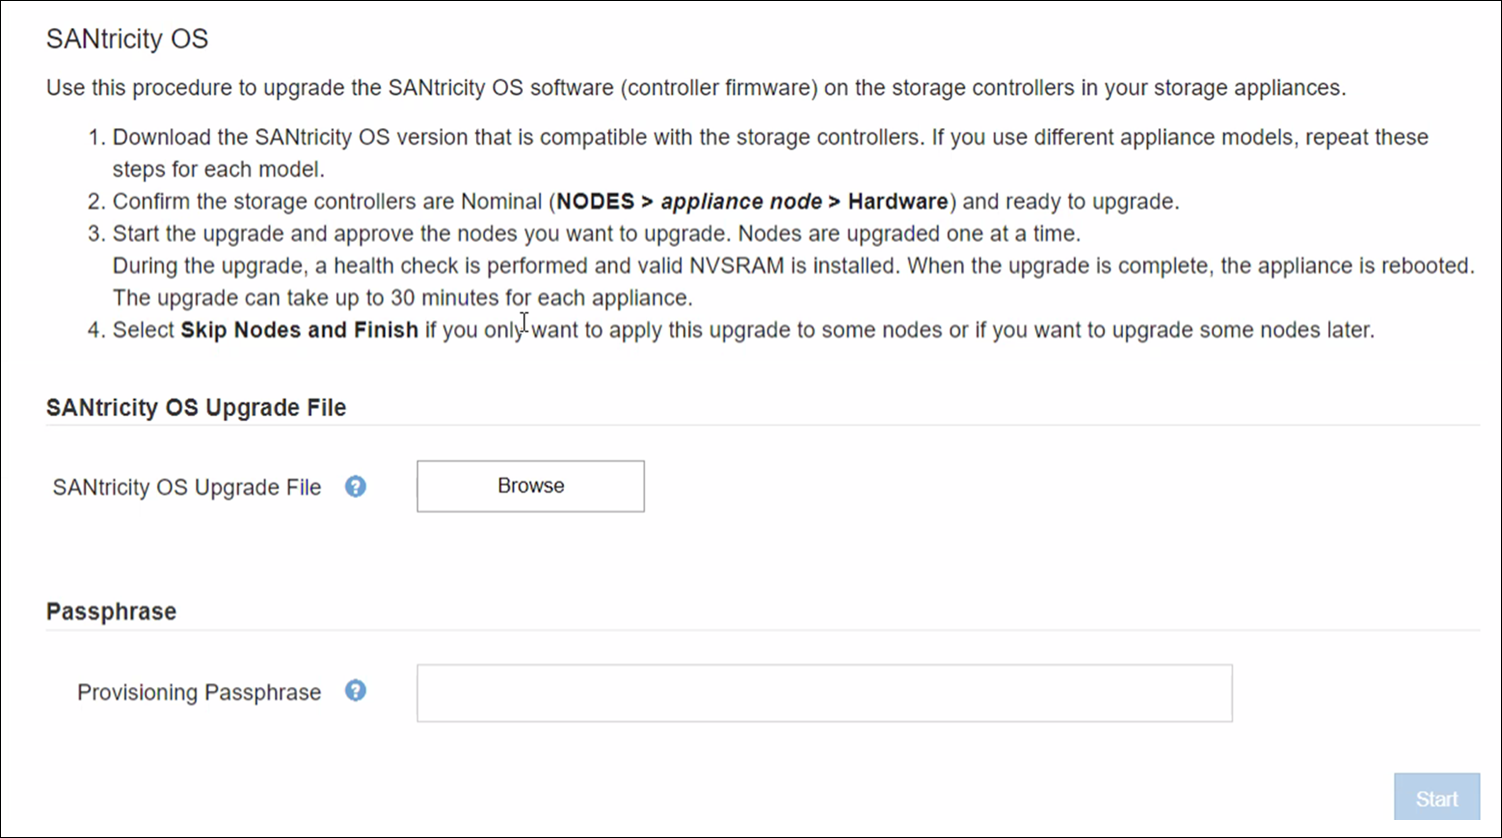 SANtricity OS
Use this procedure to upgrade the SANtricity OS software (controller firmware) on the storage controllers in your storage appliances.
1. Download the SANtricity OS version that is compatible with the storage controllers. If you use different appliance models, repeat these
steps for each model.
2. Confirm the storage controllers are Nominal (NODES > appliance node > Hardware) and ready to upgrade.
3. Start the upgrade and approve the nodes you want to upgrade. Nodes are upgraded one at a time.
During the upgrade, a health check is performed and valid NVSRAM is installed. When the upgrade is complete, the appliance is rebooted.
The upgrade can take up to 30 minutes for each appliance.
4. Select Skip Nodes and Finish if you only want to apply this upgrade to some nodes or if you want to upgrade some nodes later.
SANtricity OS Upgrade File
SANtricity OS Upgrade File ? Browse
Passphrase
Provisioning Passphrase ?
Start